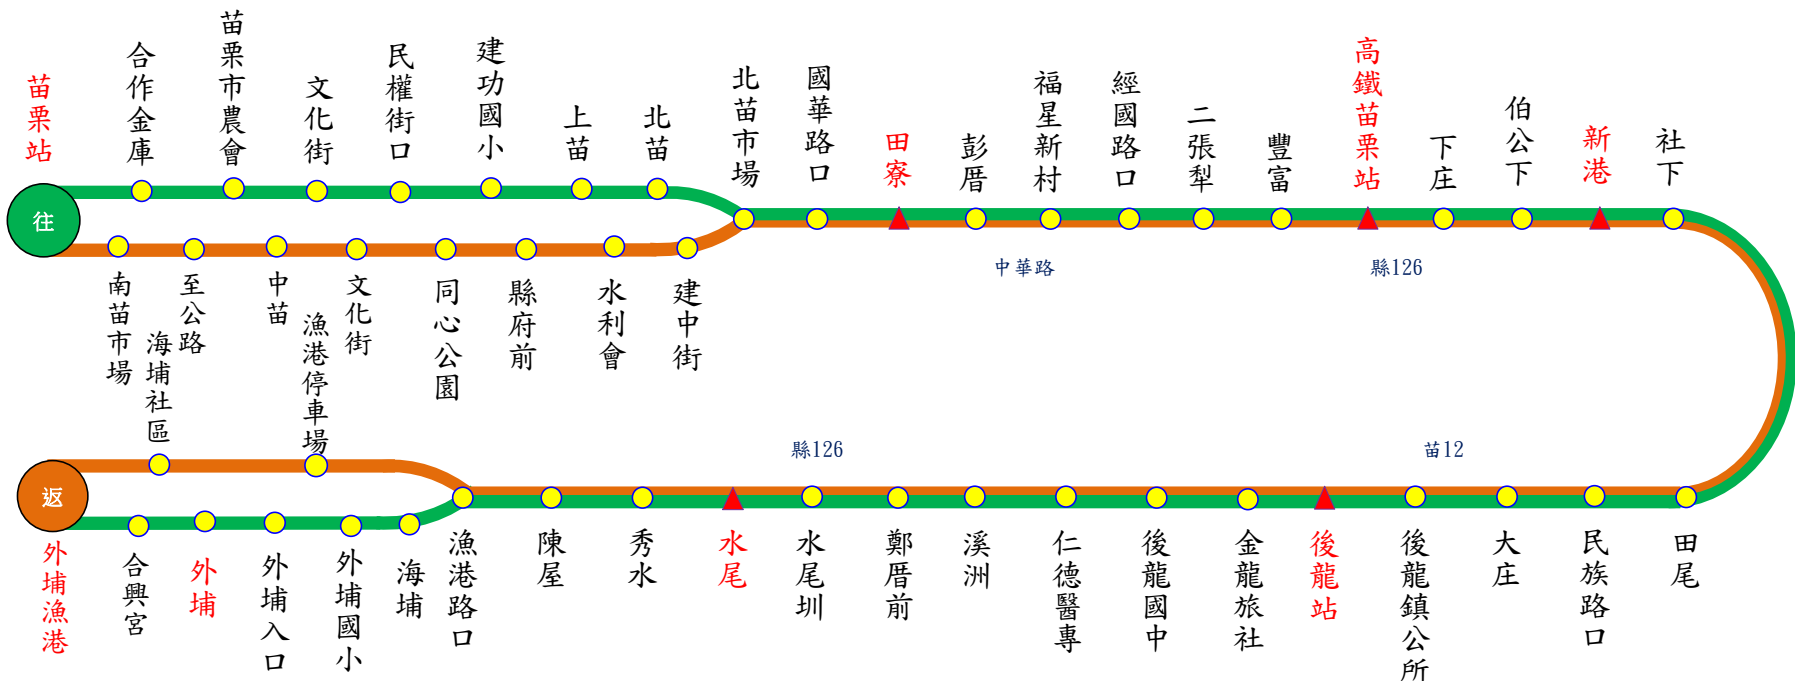 苗栗站
合作金庫
苗栗市農會
文化街
民權街口
建功國小
上苗
北苗
北苗市場
國華路口
田寮
彭厝
福星新村
經國路口
二張犁
豐富
高鐵苗栗站
下庄
伯公下
新港
社下
往
南苗市場
至公路
中苗
文化街
同心公園
縣府前
水利會
建中街
中華路
縣126
海埔社區
漁港停車場
縣126
苗12
返
外埔漁港
合興宮
外埔
外埔入口
外埔國小
海埔
漁港路口
陳屋
秀水
水尾
水尾圳
鄭厝前
溪洲
仁德醫專
後龍國中
金龍旅社
後龍站
後龍鎮公所
大庄
民族路口
田尾